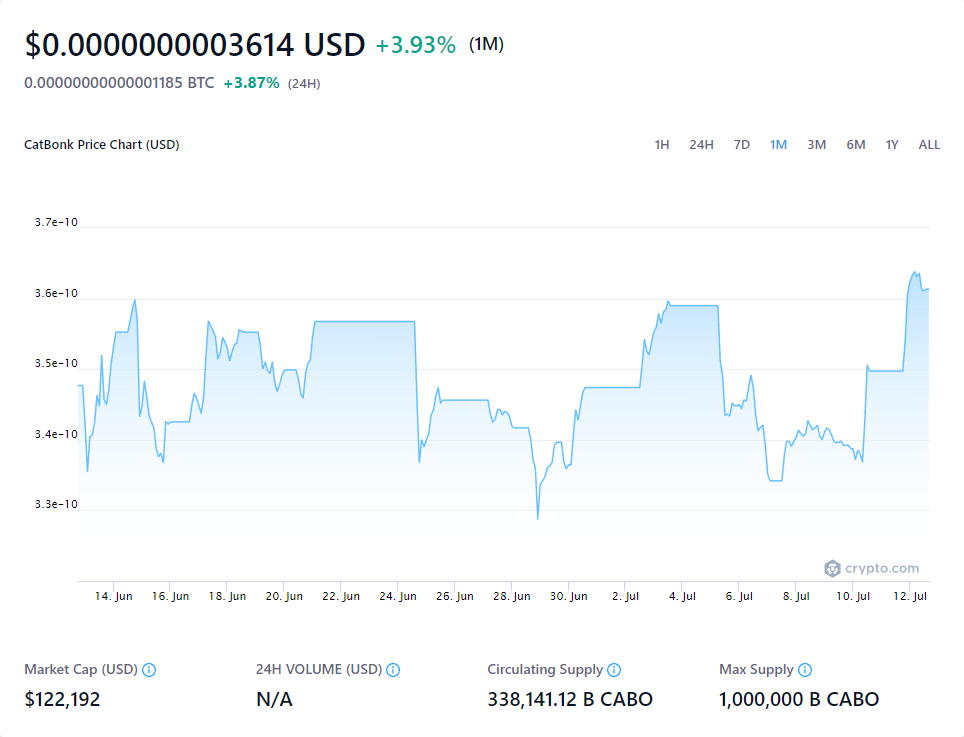 $0.0000000003614 USD +3.93% (1M)
0.00000000000001185 BTC +3.87% (24H)
CatBonk Price Chart (USD) 1H 24H 7D 1M 3M 6M 1Y ALL
3.7e-10
3.6e-10
3.5e-10
3.4e-10
3.3e-10
crypto.com
14. Jun 16. Jun 18. Jun 20. Jun 22. Jun 24. Jun 26. Jun 28. Jun 30. Jun 2. Jul 4. Jul 6. Jul 8. Jul 10. Jul 12. Jul
Market Cap (USD) 24H VOLUME (USD) Circulating Supply Max Supply
$122,192 N/A 338,141.12 B CABO 1,000,000 B CABO